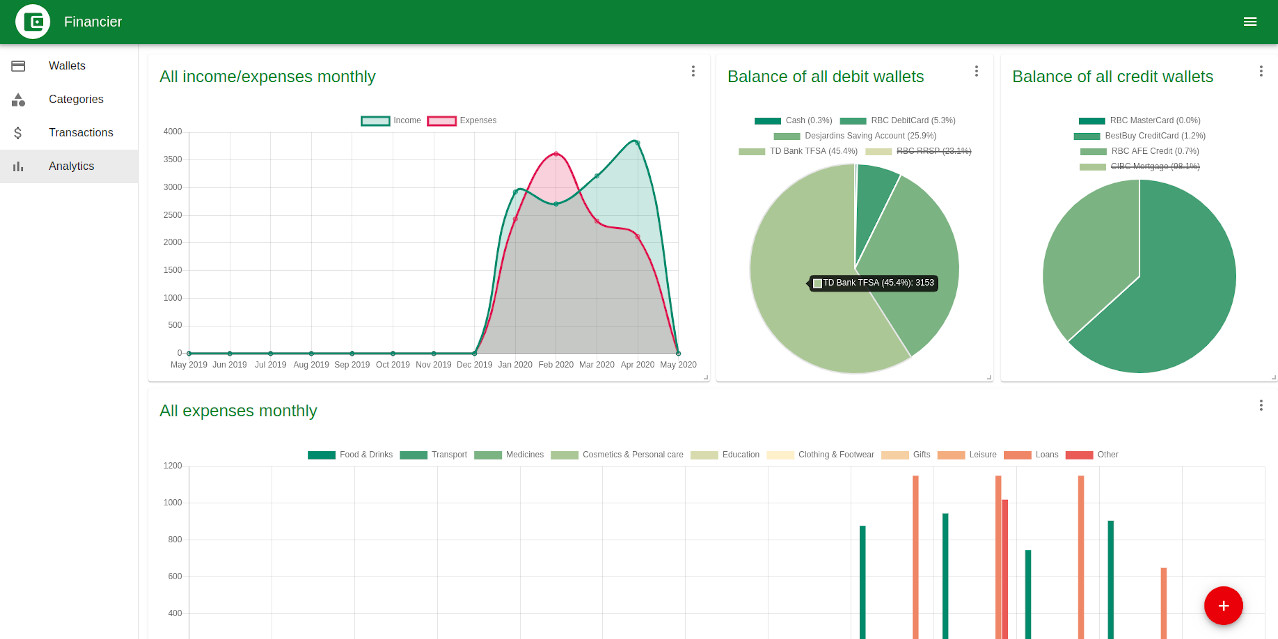 Financier
Wallets
Categories
Transactions
Analytics
All income/expenses monthly
Income Expenses
4000
3500
3000
2500
2000
1500
1000
500
0
May 2019 Jun 2019 Jul 2019 Aug 2019 Sep 2019 Oct 2019 Nov 2019 Dec 2019 Jan 2020 Feb 2020 Mar 2020 Apr 2020 May 2020
Balance of all debit wallets
Cash (0.3%) RBC DebitCard (5.3%)
Desjardins Saving Account (25.9%)
TD Bank TFSA (45.4%) RBC RRSP (23.1%)
TD Bank TFSA (45.4%): 3153
Balance of all credit wallets
RBC MasterCard (0.0%)
BestBuy CreditCard (1.2%)
RBC AFE Credit (0.7%)
CIBC Mortgage (98.1%)
All expenses monthly
Food & Drinks Transport Medicines Cosmetics & Personal care Education Clothing & Footwear Gifts Leisure Loans Other
1200
1000
800
600
400
+